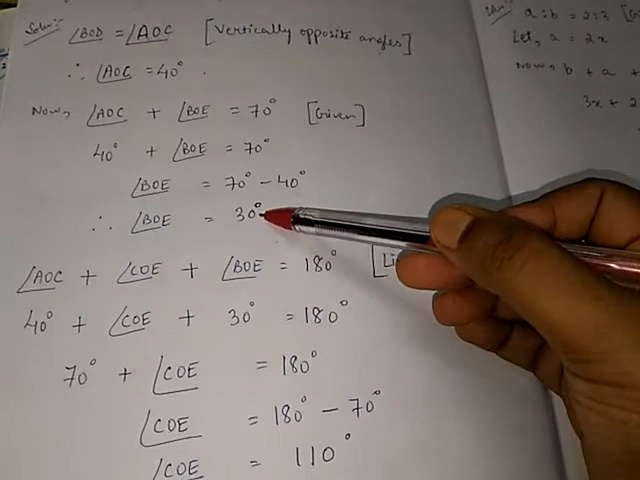 Soln:-
∠BOD = ∠AOC [Vertically opposite angles]
∴ ∠AOC = 40°.
Now, ∠AOC + ∠BOE = 70° [Given]
40° + ∠BOE = 70°
∠BOE = 70° - 40°
∴ ∠BOE = 30°
∠AOC + ∠COE + ∠BOE = 180° [Li
40° + ∠COE + 30° = 180°
70° + ∠COE = 180°
∠COE = 180° - 70°
∠COE = 110°
a:b = 2:3
Let, a = 2x
Now, b + a +
3x + 2